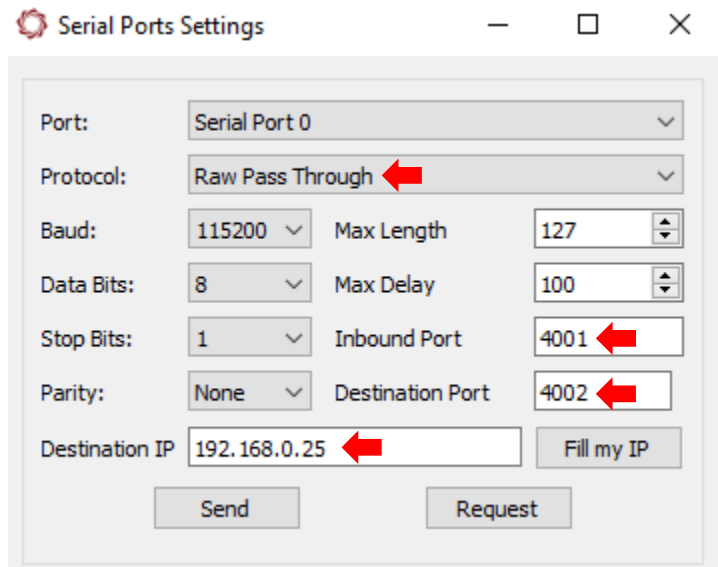 Serial Ports Settings
Port: Serial Port 0
Protocol: Raw Pass Through
Baud: 115200 Max Length 127
Data Bits: 8 Max Delay 100
Stop Bits: 1 Inbound Port 4001
Parity: None Destination Port 4002
Destination IP 192.168.0.25 Fill my IP
Send Request